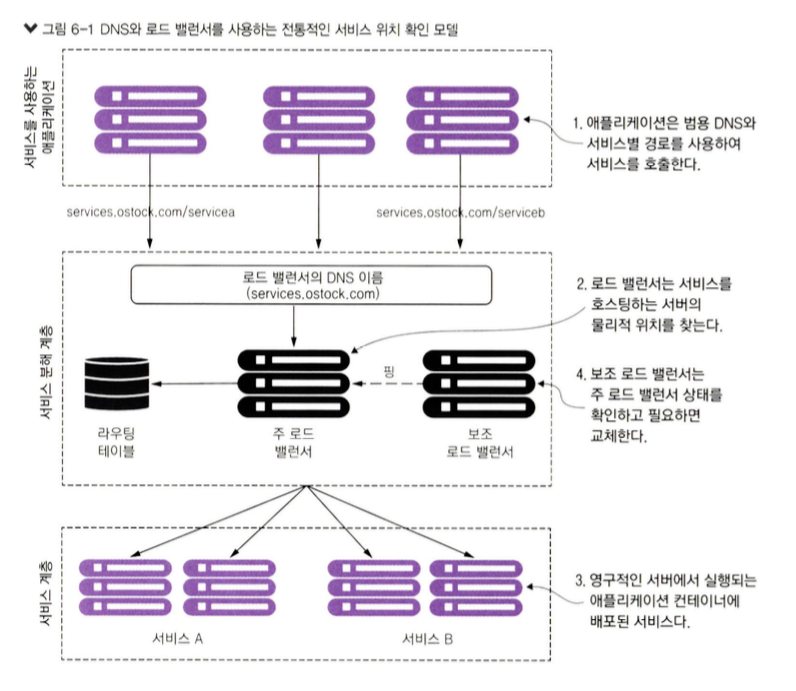 그림 6-1 DNS와 로드 밸런서를 사용하는 전통적인 서비스 위치 확인 모델
서비스를 사용하는
애플리케이션
1. 애플리케이션은 범용 DNS와
서비스별 경로를 사용하여
서비스를 호출한다.
services.ostock.com/servicea
services.ostock.com/serviceb
서비스 분해 계층
로드 밸런서의 DNS 이름
(services.ostock.com)
2. 로드 밸런서는 서비스를
호스팅하는 서버의
물리적 위치를 찾는다.
핑
4. 보조 로드 밸런서는
주 로드 밸런서 상태를
확인하고 필요하면
교체한다.
라우팅
테이블
주 로드
밸런서
보조
로드 밸런서
서비스 계층
3. 영구적인 서버에서 실행되는
애플리케이션 컨테이너에
배포된 서비스다.
서비스 A
서비스 B